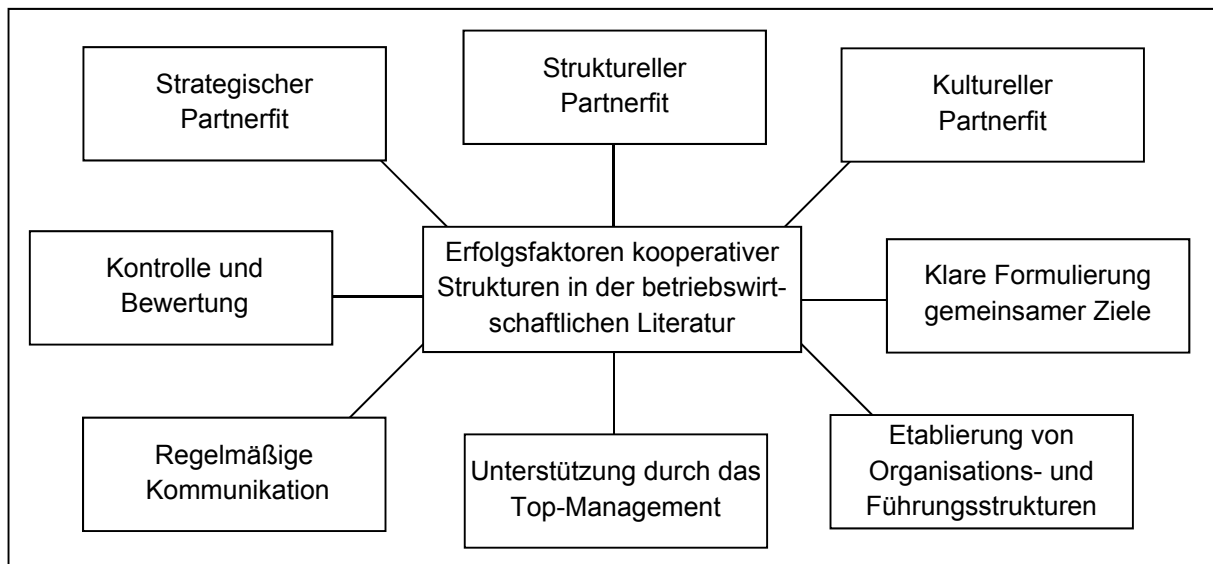 Strategischer
Partnerfit
Struktureller
Partnerfit
Kultureller
Partnerfit
Kontrolle und
Bewertung
Erfolgsfaktoren kooperativer
Strukturen in der betriebswirt-
schaftlichen Literatur
Klare Formulierung
gemeinsamer Ziele
Regelmäßige
Kommunikation
Unterstützung durch das
Top-Management
Etablierung von
Organisations- und
Führungsstrukturen